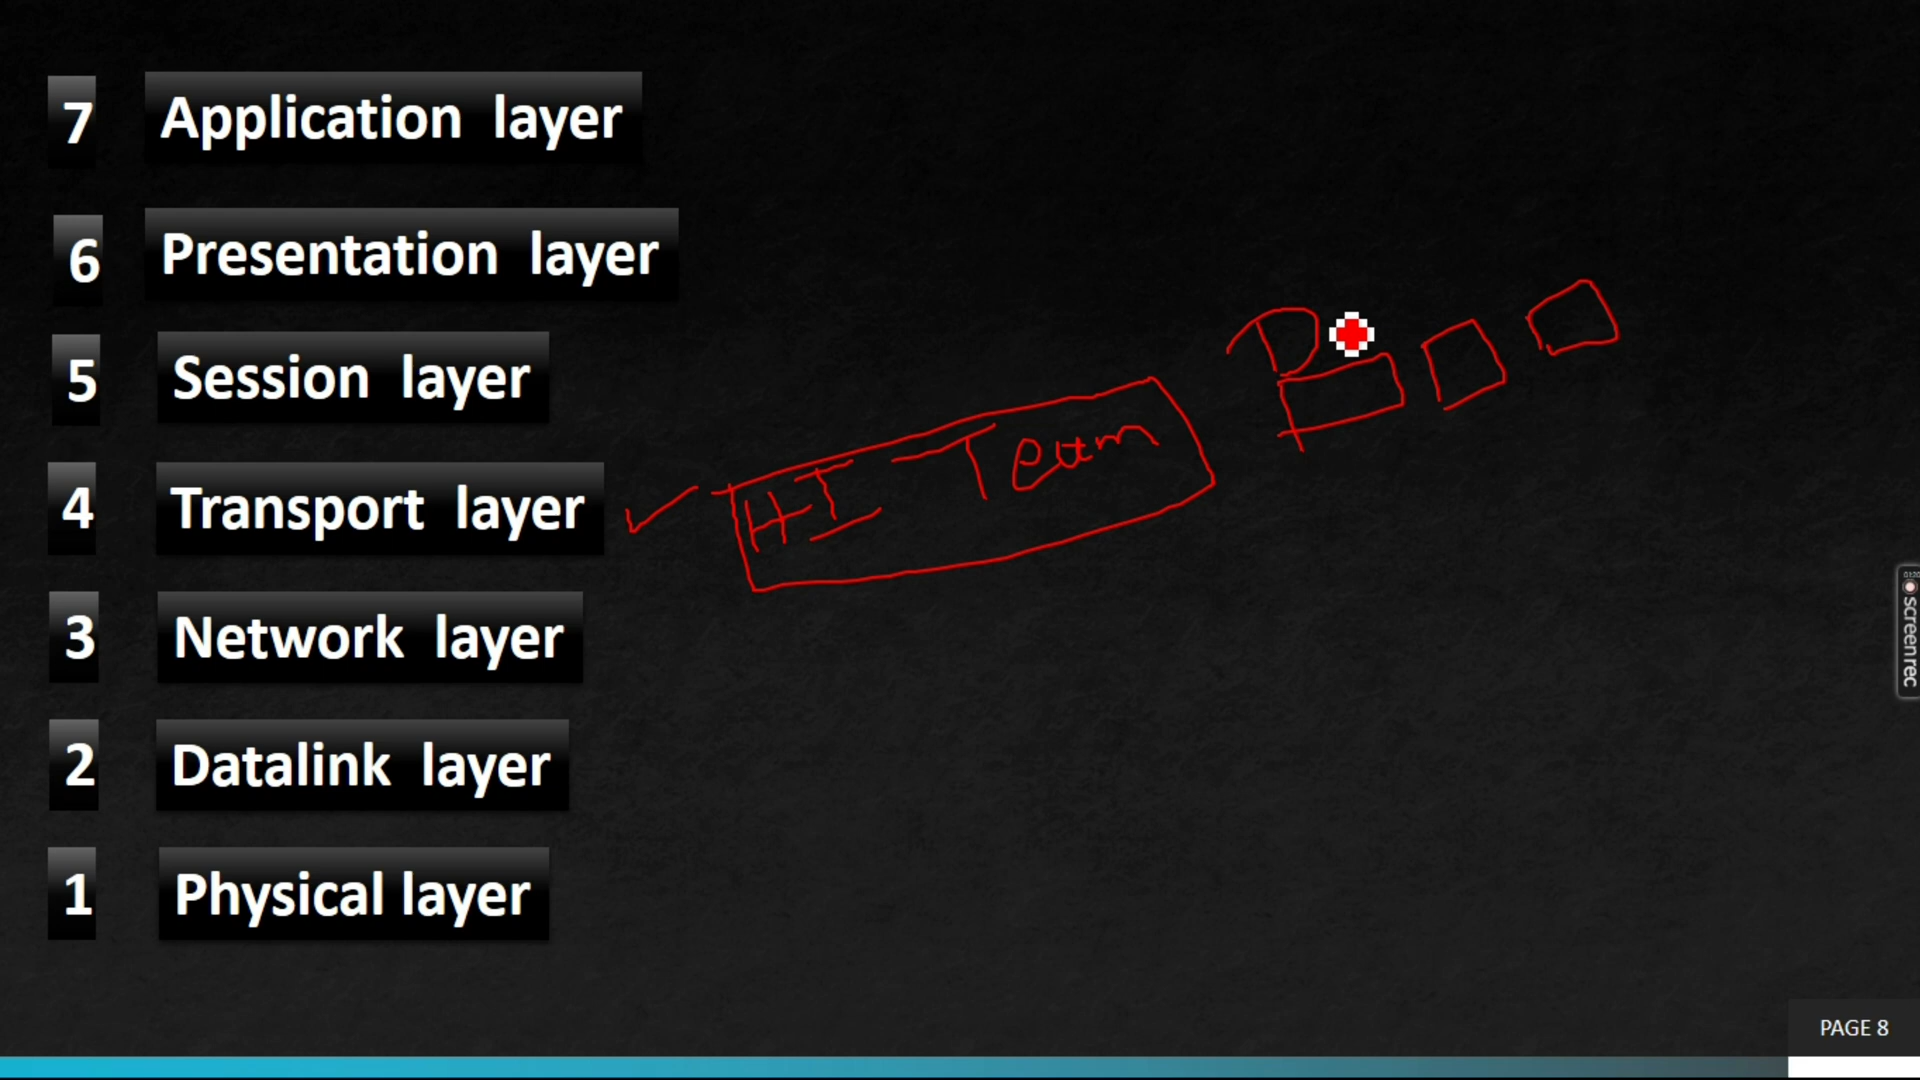 7 Application layer
6 Presentation layer
5 Session layer
4 Transport layer
HI Team
D
3 Network layer
2 Datalink layer
1 Physical layer
screenrec
PAGE 8